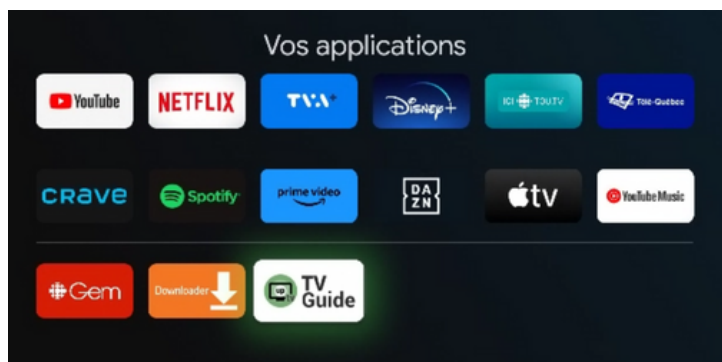 Vos applications
YouTube
NETFLIX
TVA+
Disney+
ICI TOU.TV
Télé-Québec
crave
Spotify
prime video
DAZN
tv
YouTube Music
Gem
Downloader
TV
Guide